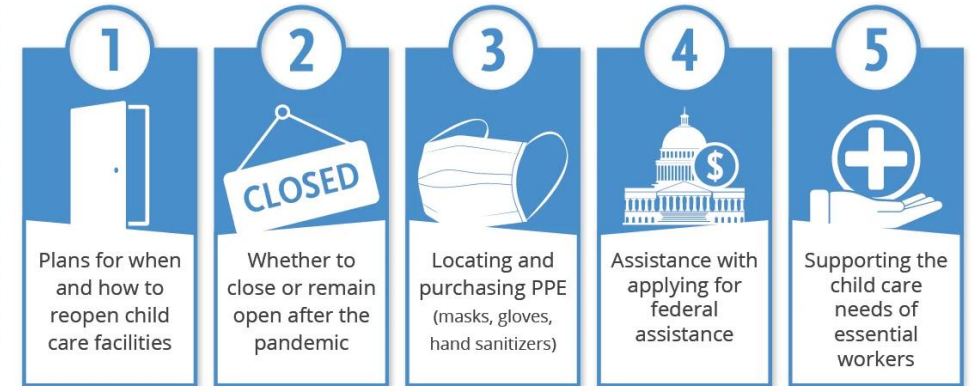 1
Plans for when
and how to
reopen child
care facilities
2
CLOSED
Whether to
close or remain
open after the
pandemic
3
Locating and
purchasing PPE
(masks, gloves,
hand sanitizers)
4
$
Assistance with
applying for
federal
assistance
5
Supporting the
child care
needs of
essential
workers